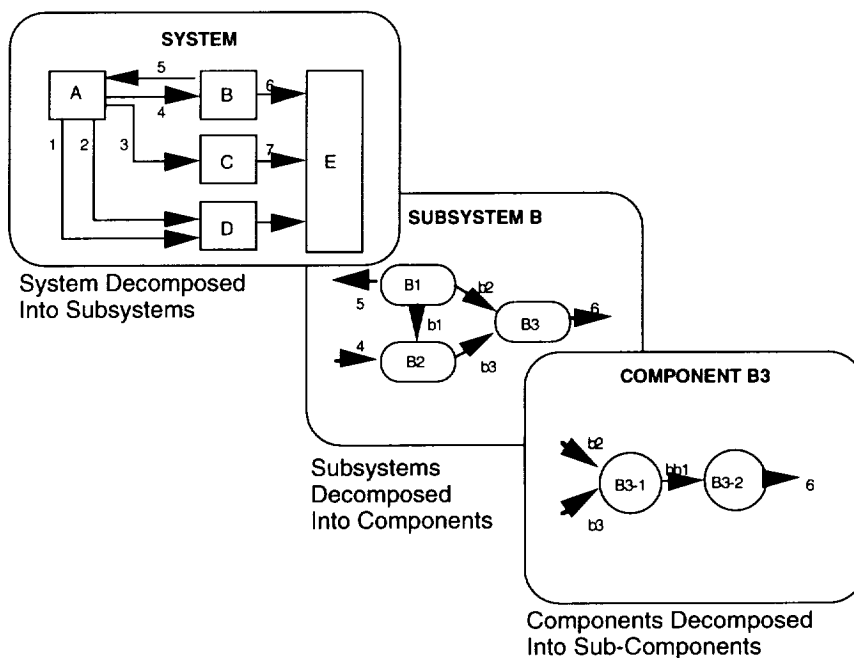 SYSTEM
5
A
B
6
4
1
2
3
C
7
E
D
System Decomposed
Into Subsystems
SUBSYSTEM B
B1
b2
5
b1
B3
6
4
B2
b3
Subsystems
Decomposed
Into Components
COMPONENT B3
b2
bb1
B3-1
B3-2
6
b3
Components Decomposed
Into Sub-Components